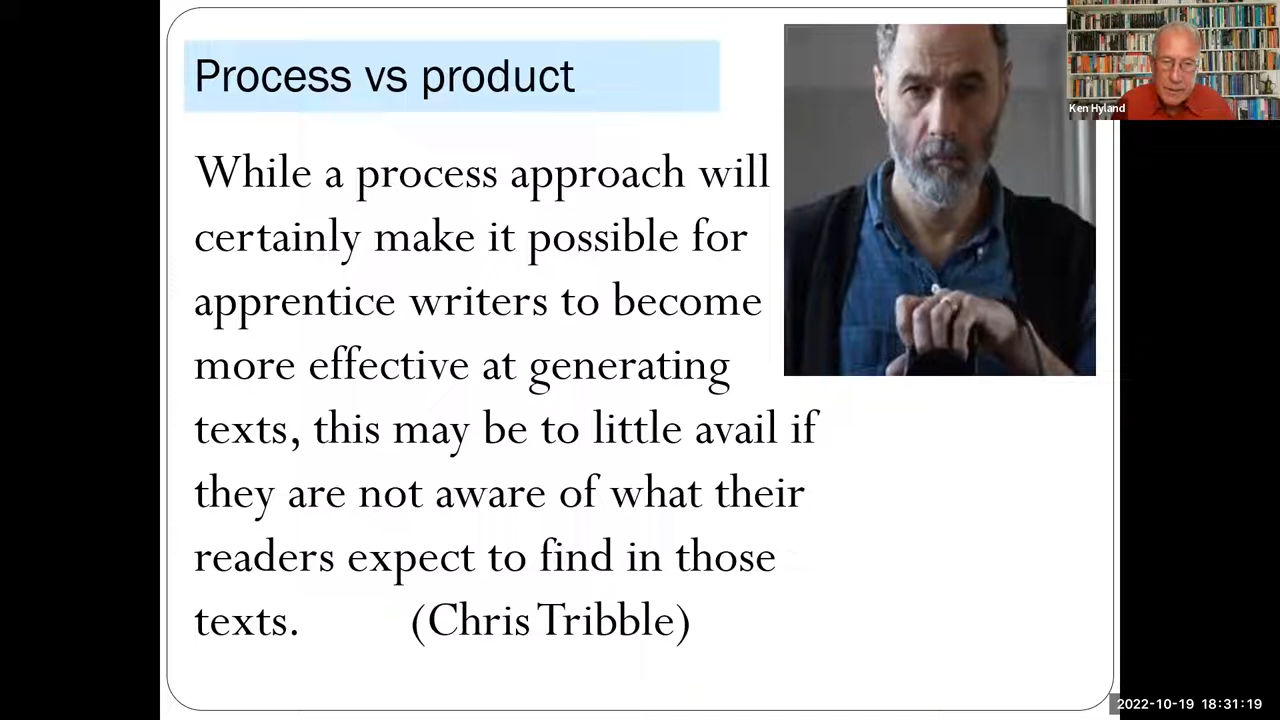 Process vs product
Ken Hyland
While a process approach will
certainly make it possible for
apprentice writers to become
more effective at generating
texts, this may be to little avail if
they are not aware of what their
readers expect to find in those
texts. (Chris Tribble)
2022-10-19 18:31:19